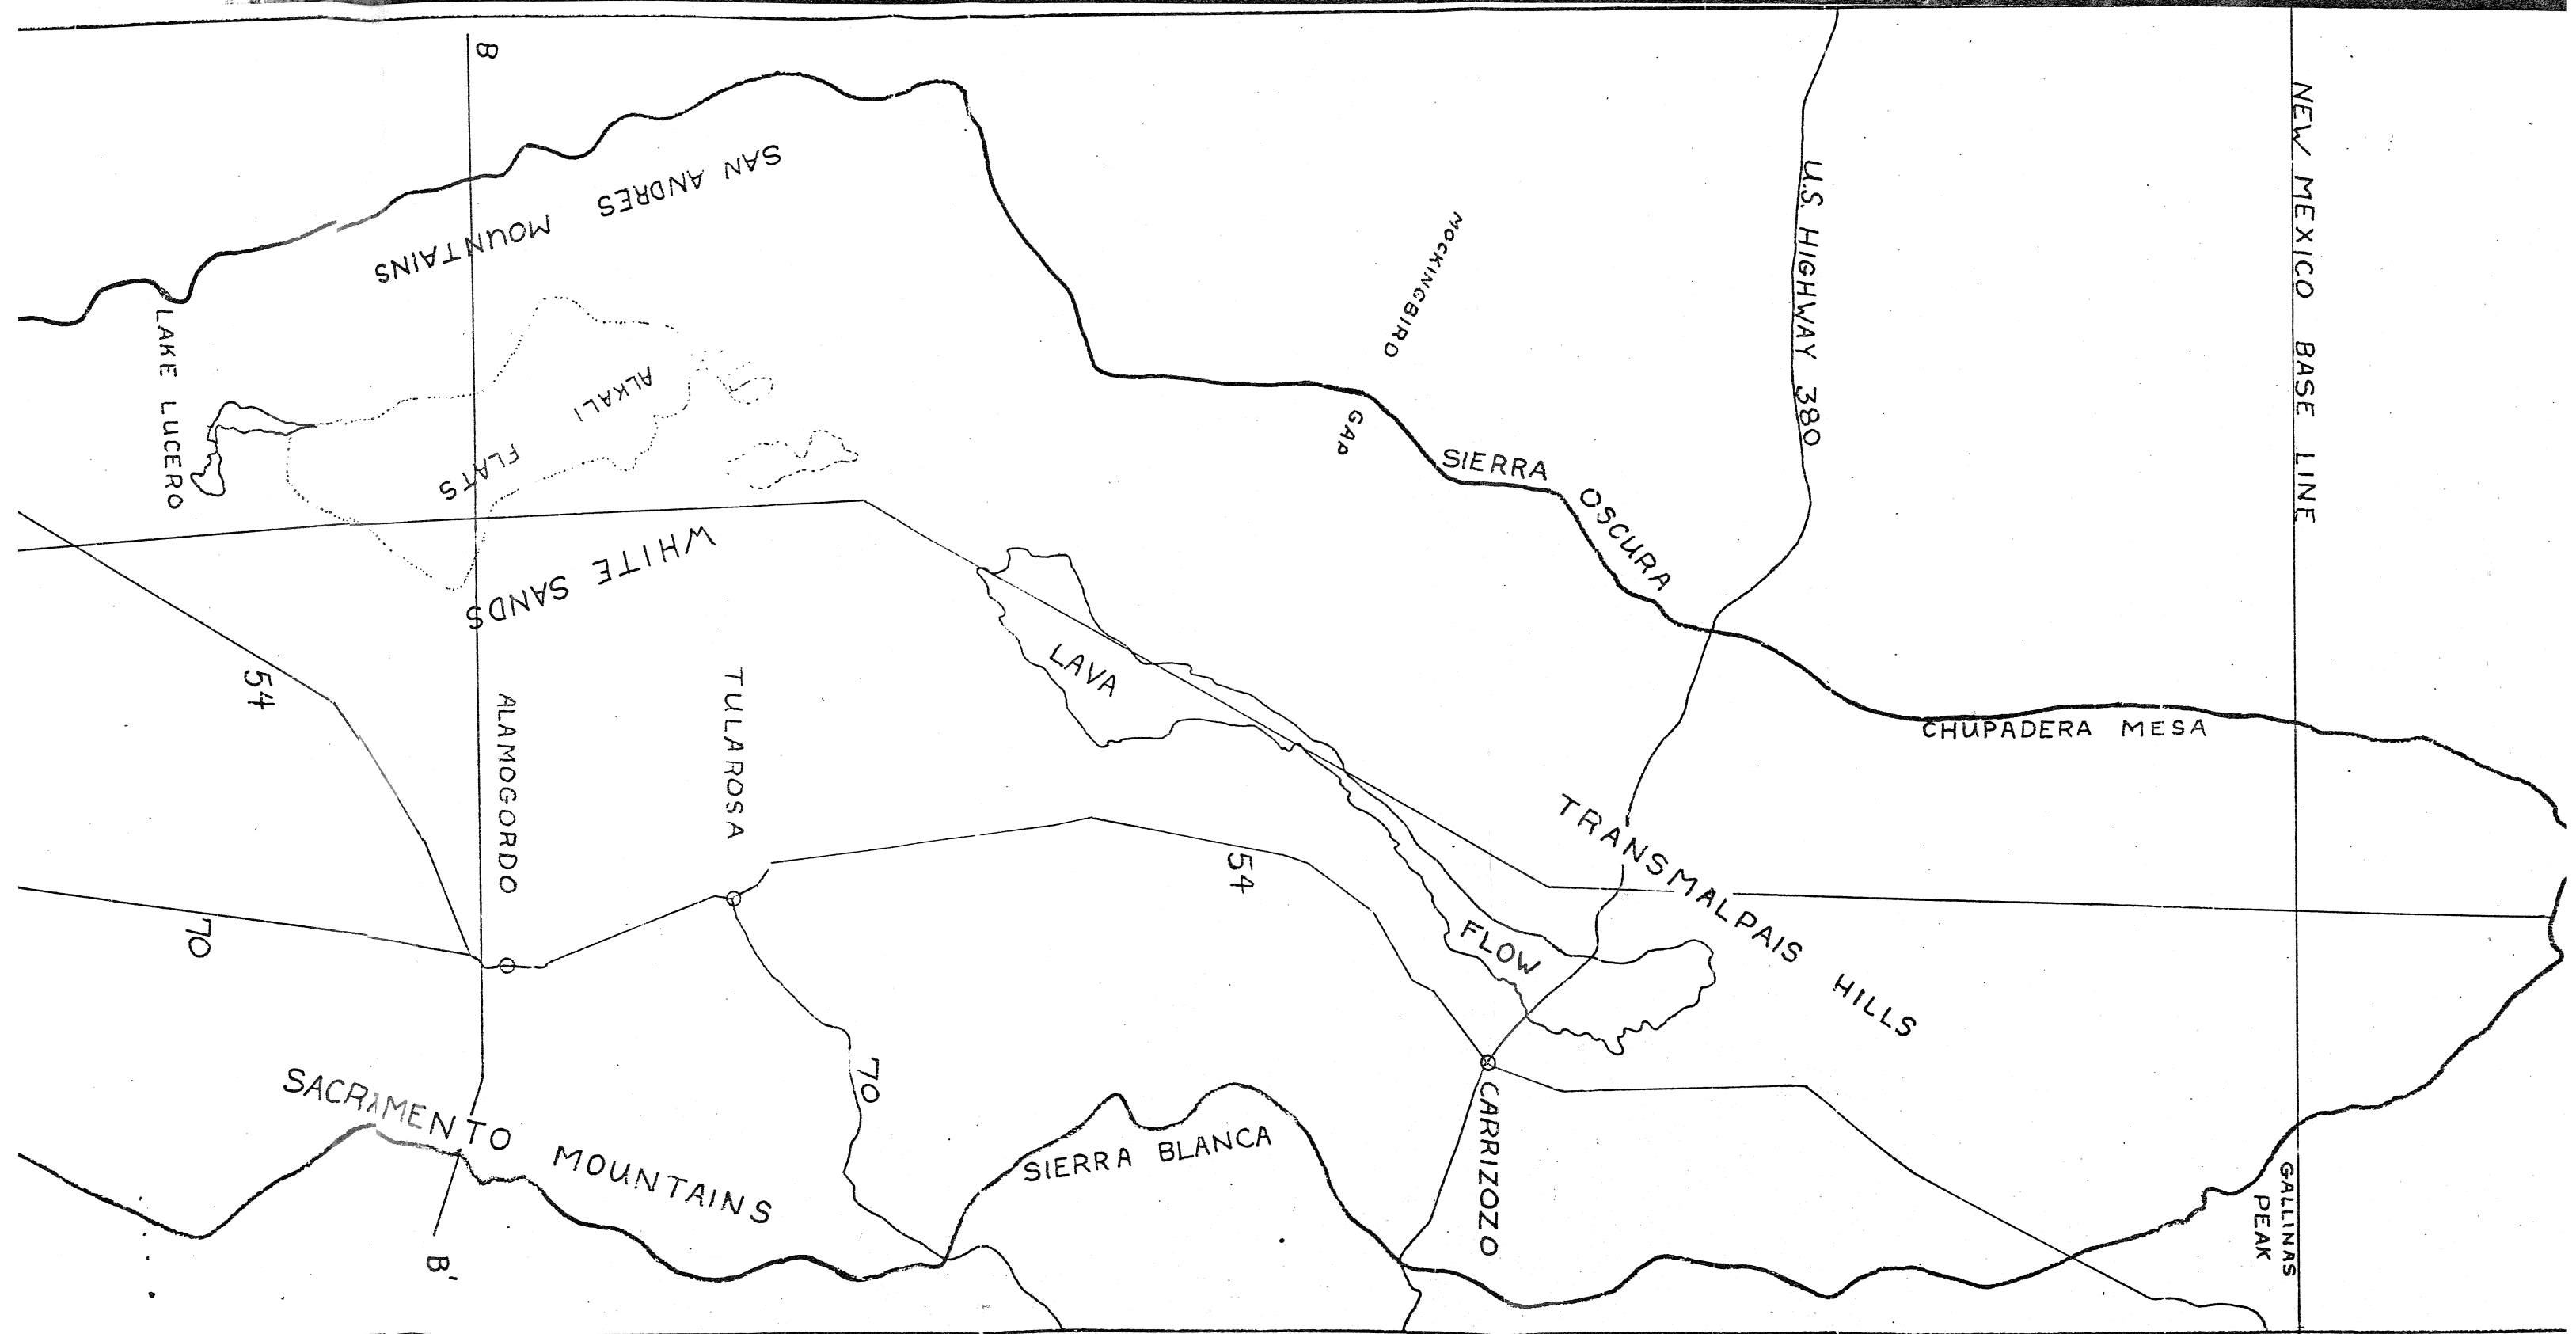 B
SAN ANDRES MOUNTAINS
LAKE LUCERO
ALKALI FLATS
WHITE SANDS
MOCKINGBIRD GAP
SIERRA OSCURA
U.S. HIGHWAY 380
NEW MEXICO BASE LINE
CHUPADERA MESA
LAVA FLOW
TRANSMALPAIS HILLS
54
ALAMOGORDO
TULAROSA
54
70
70
SACRAMENTO MOUNTAINS
SIERRA BLANCA
CARRIZOZO
GALLINAS
PEAK
B'